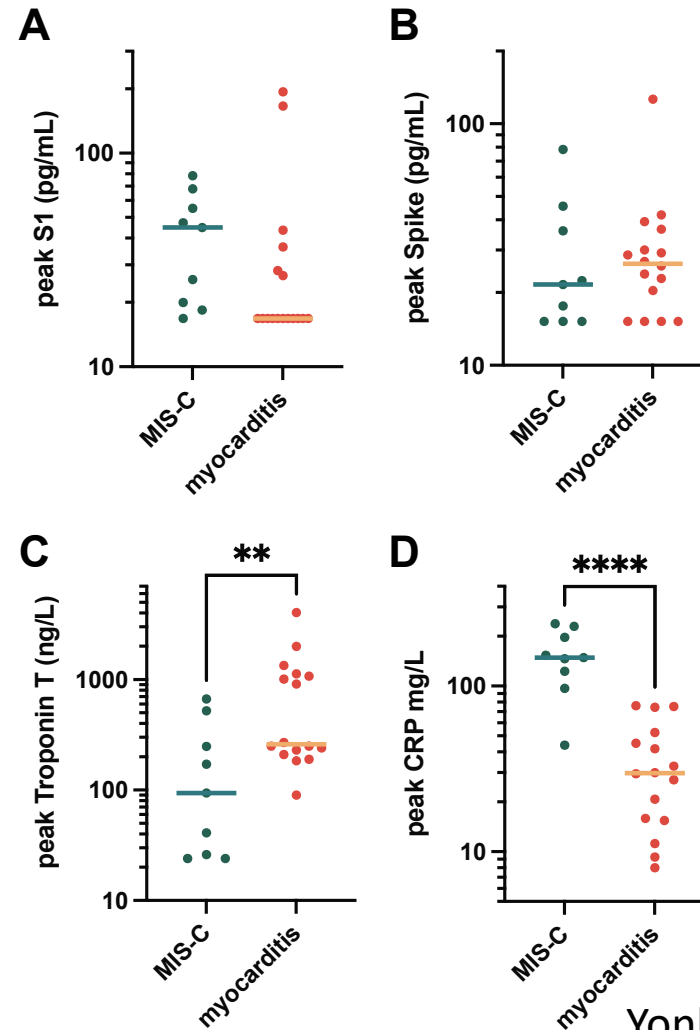 A
peak S1 (pg/mL)
100
10
MIS-C
myocarditis
B
peak Spike (pg/mL)
100
10
MIS-C
myocarditis
C
**
peak Troponin T (ng/L)
1000
100
10
MIS-C
myocarditis
D
****
peak CRP mg/L
100
10
MIS-C
myocarditis